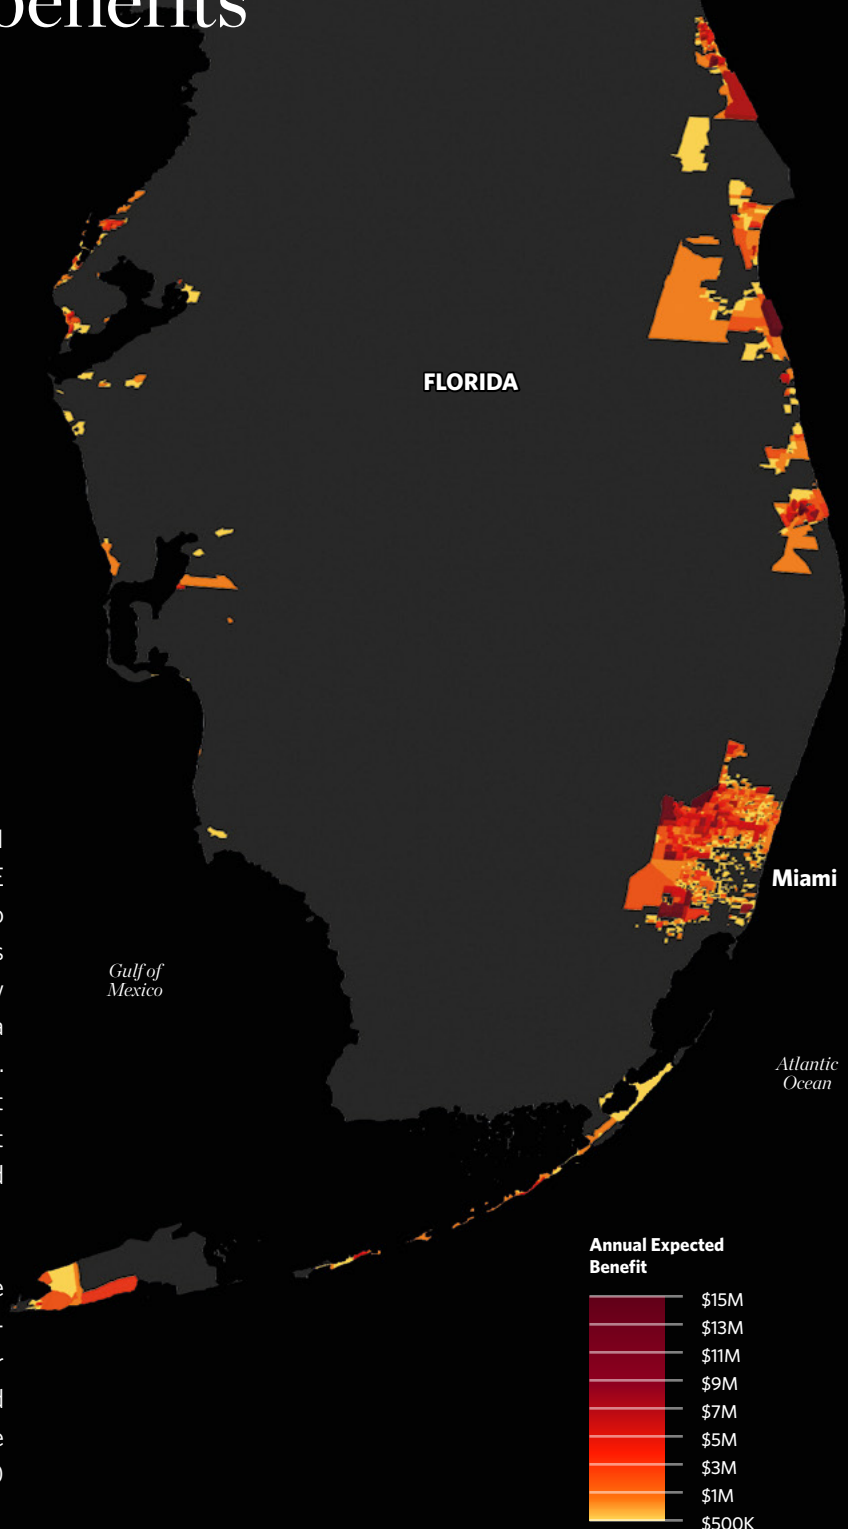 benefits
FLORIDA
Miami
Gulf of
Mexico
Atlantic
Ocean
Annual Expected
Benefit
$15M
$13M
$11M
$9M
$7M
$5M
$3M
$1M
$500K